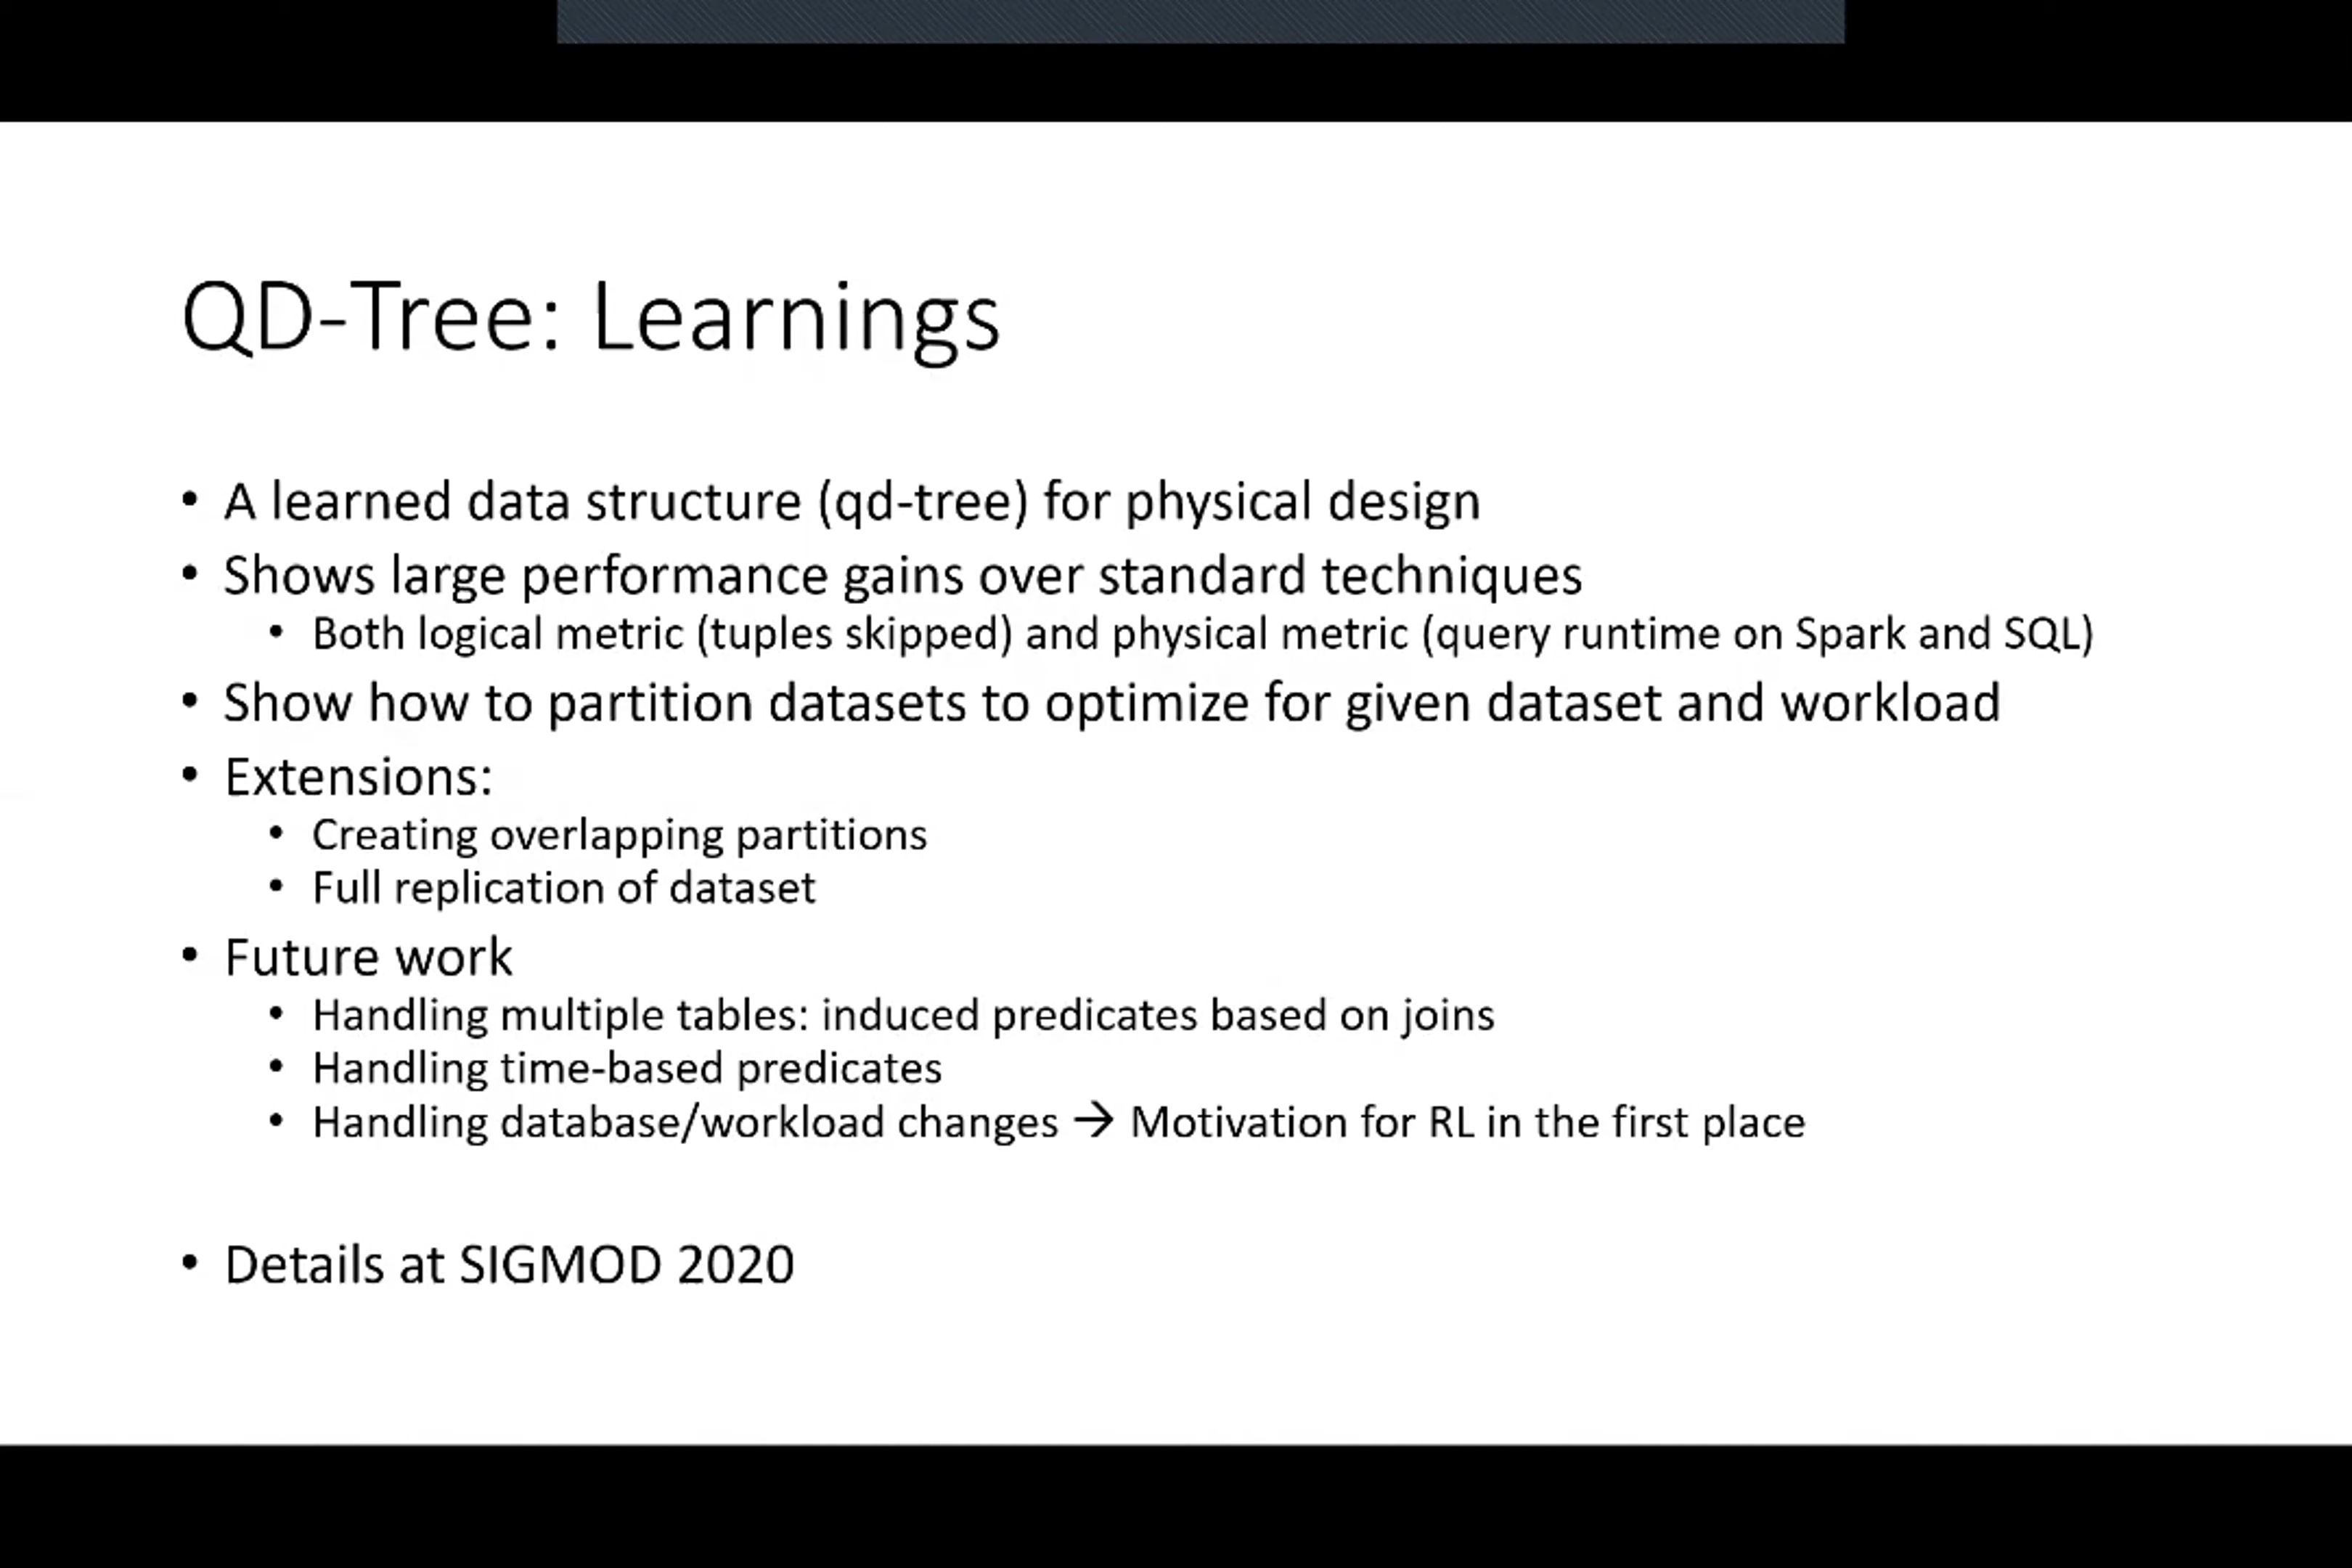 QD-Tree: Learnings
• A learned data structure (qd-tree) for physical design
• Shows large performance gains over standard techniques
• Both logical metric (tuples skipped) and physical metric (query runtime on Spark and SQL)
• Show how to partition datasets to optimize for given dataset and workload
• Extensions:
• Creating overlapping partitions
• Full replication of dataset
• Future work
• Handling multiple tables: induced predicates based on joins
• Handling time-based predicates
• Handling database/workload changes → Motivation for RL in the first place
• Details at SIGMOD 2020